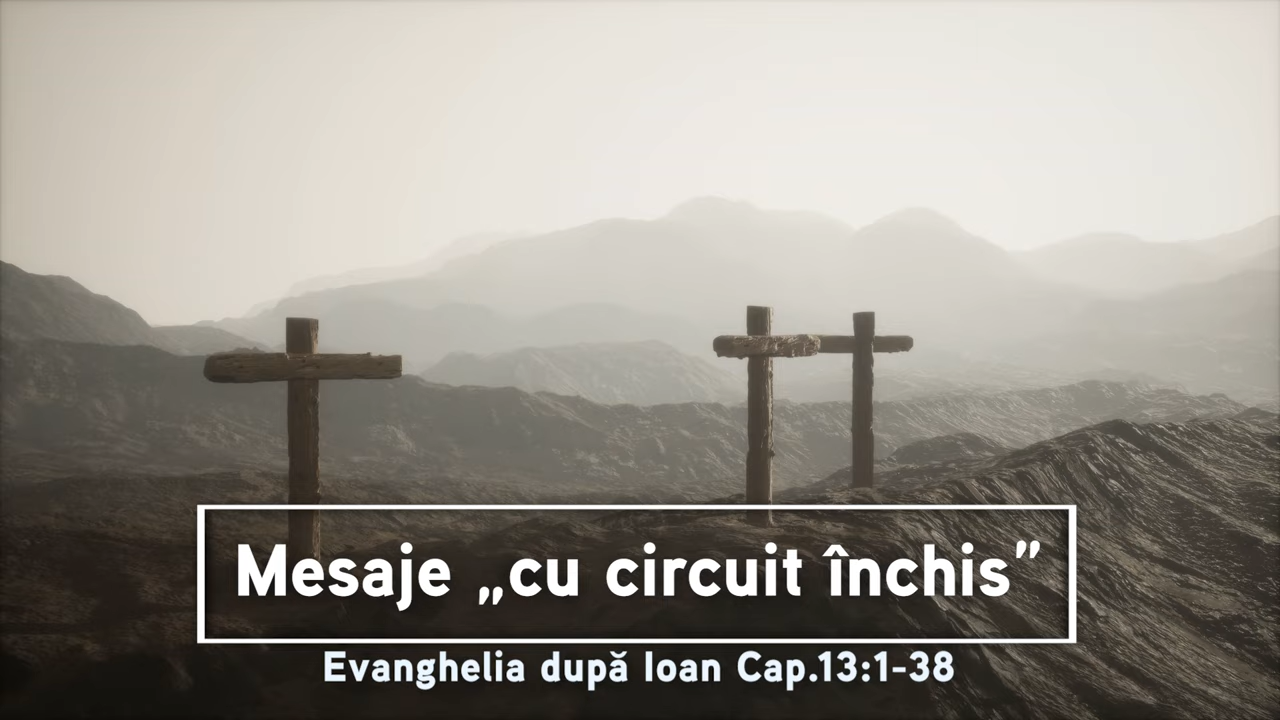 Mesaje „cu circuit închis”
Evanghelia după Ioan Cap.13:1-38